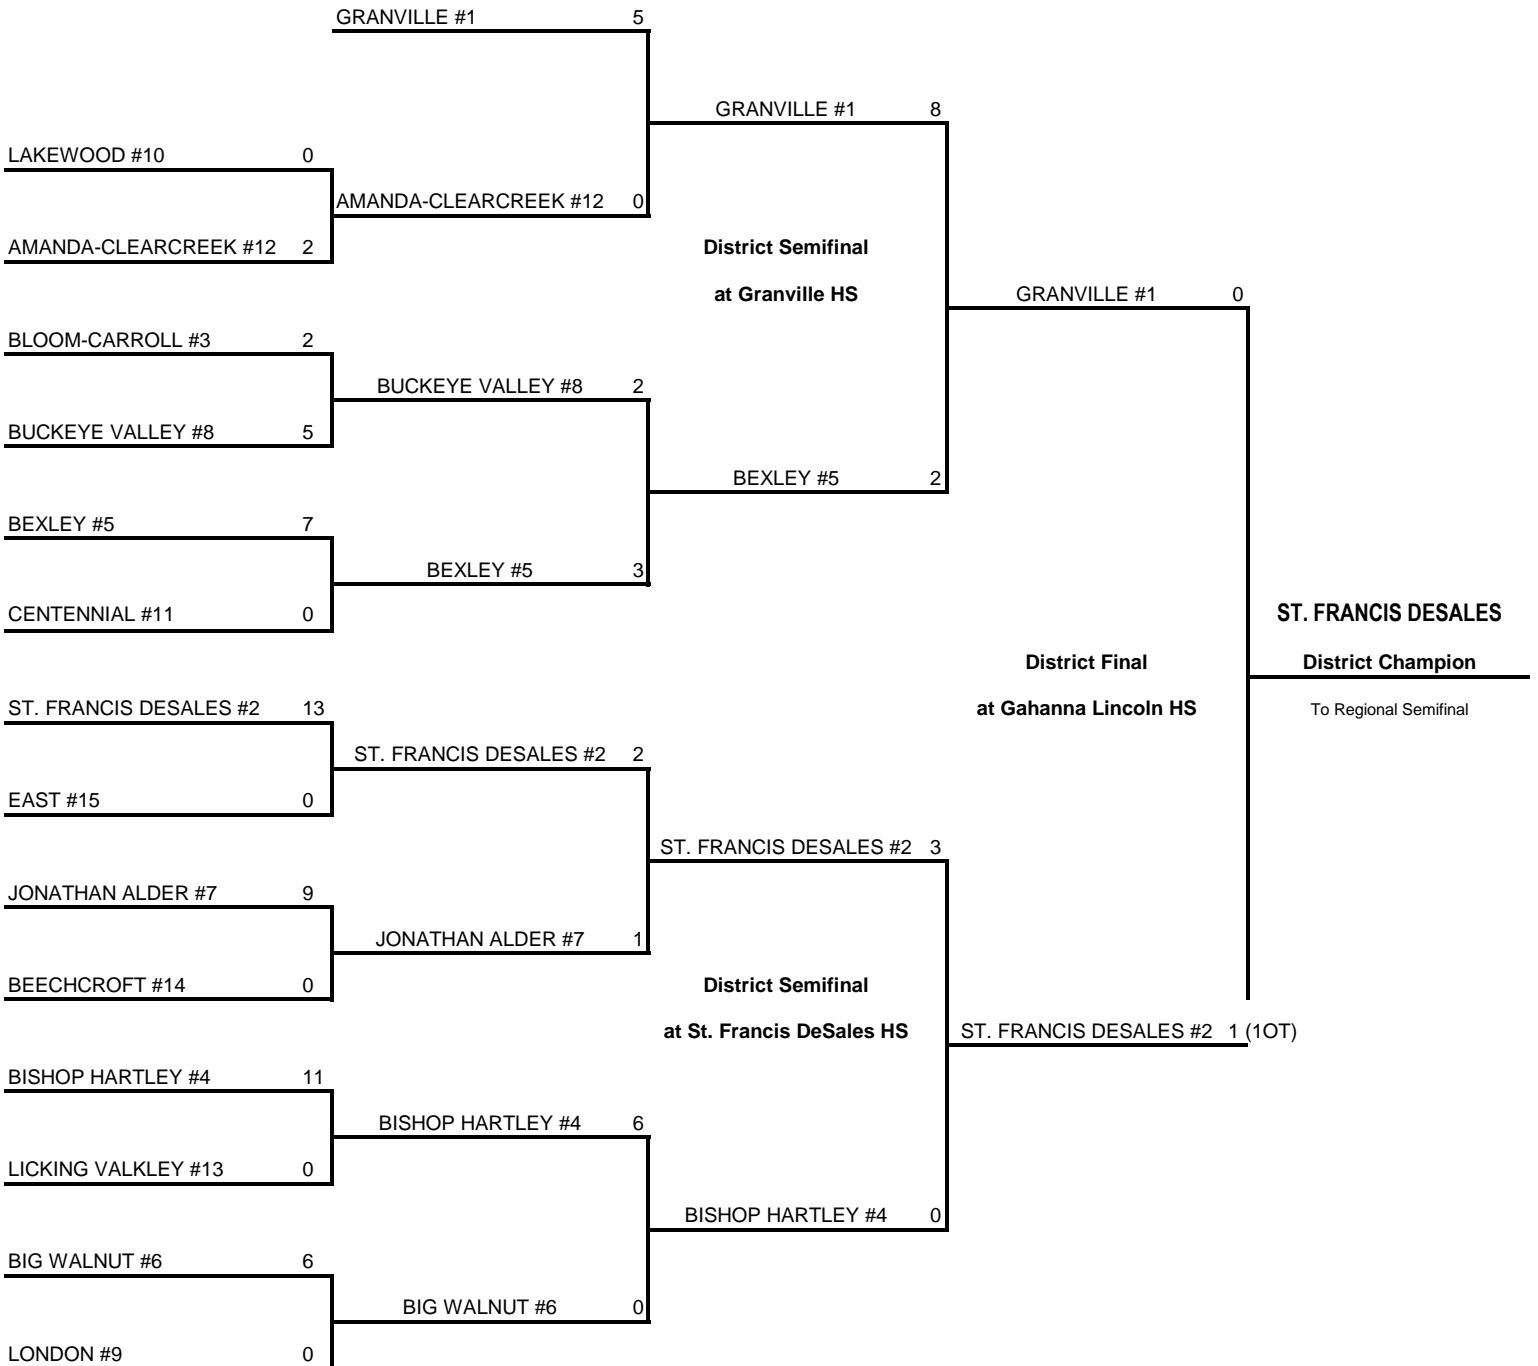 GRANVILLE #1 5
GRANVILLE #1 8
LAKEWOOD #10 0
AMANDA-CLEARCREEK #12 0
AMANDA-CLEARCREEK #12 2
District Semifinal
at Granville HS
GRANVILLE #1 0
BLOOM-CARROLL #3 2
BUCKEYE VALLEY #8 2
BUCKEYE VALLEY #8 5
BEXLEY #5 2
BEXLEY #5 7
BEXLEY #5 3
CENTENNIAL #11 0
ST. FRANCIS DESALES
District Final
District Champion
ST. FRANCIS DESALES #2 13
at Gahanna Lincoln HS
To Regional Semifinal
ST. FRANCIS DESALES #2 2
EAST #15 0
ST. FRANCIS DESALES #2 3
JONATHAN ALDER #7 9
JONATHAN ALDER #7 1
BEECHCROFT #14 0
District Semifinal
at St. Francis DeSales HS
ST. FRANCIS DESALES #2 1 (1OT)
BISHOP HARTLEY #4 11
BISHOP HARTLEY #4 6
LICKING VALKLEY #13 0
BISHOP HARTLEY #4 0
BIG WALNUT #6 6
BIG WALNUT #6 0
LONDON #9 0